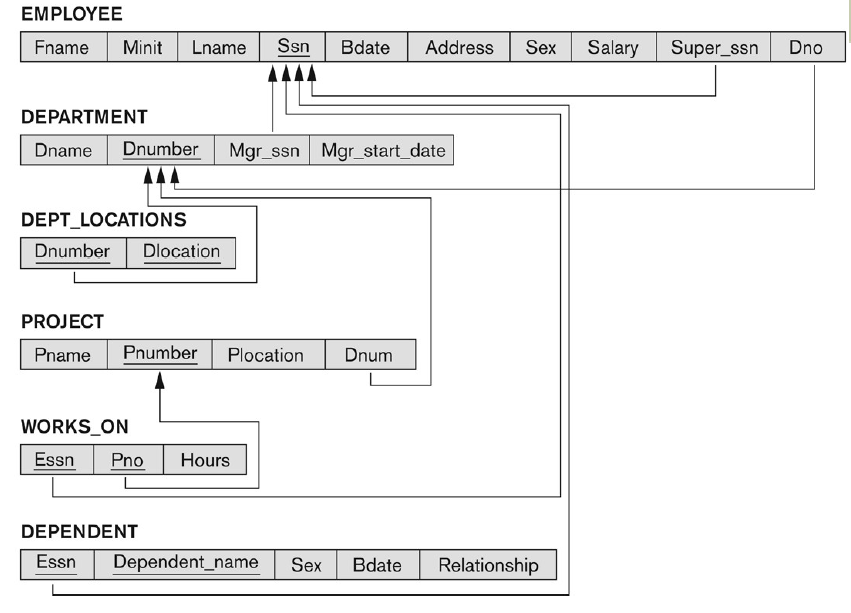 EMPLOYEE
Fname Minit Lname Ssn Bdate Address Sex Salary Super_ssn Dno
DEPARTMENT
Dname Dnumber Mgr_ssn Mgr_start_date
DEPT_LOCATIONS
Dnumber Dlocation
PROJECT
Pname Pnumber Plocation Dnum
WORKS_ON
Essn Pno Hours
DEPENDENT
Essn Dependent_name Sex Bdate Relationship